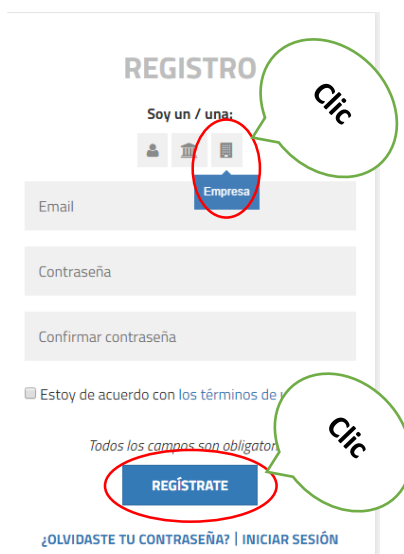 REGISTRO
Clic
Soy un / una:
Empresa
Email
Contraseña
Confirmar contraseña
Estoy de acuerdo con los términos de
Clic
Todos los campos son
REGÍSTRATE
¿OLVIDASTE TU CONTRASEÑA? | INICIAR SESIÓN